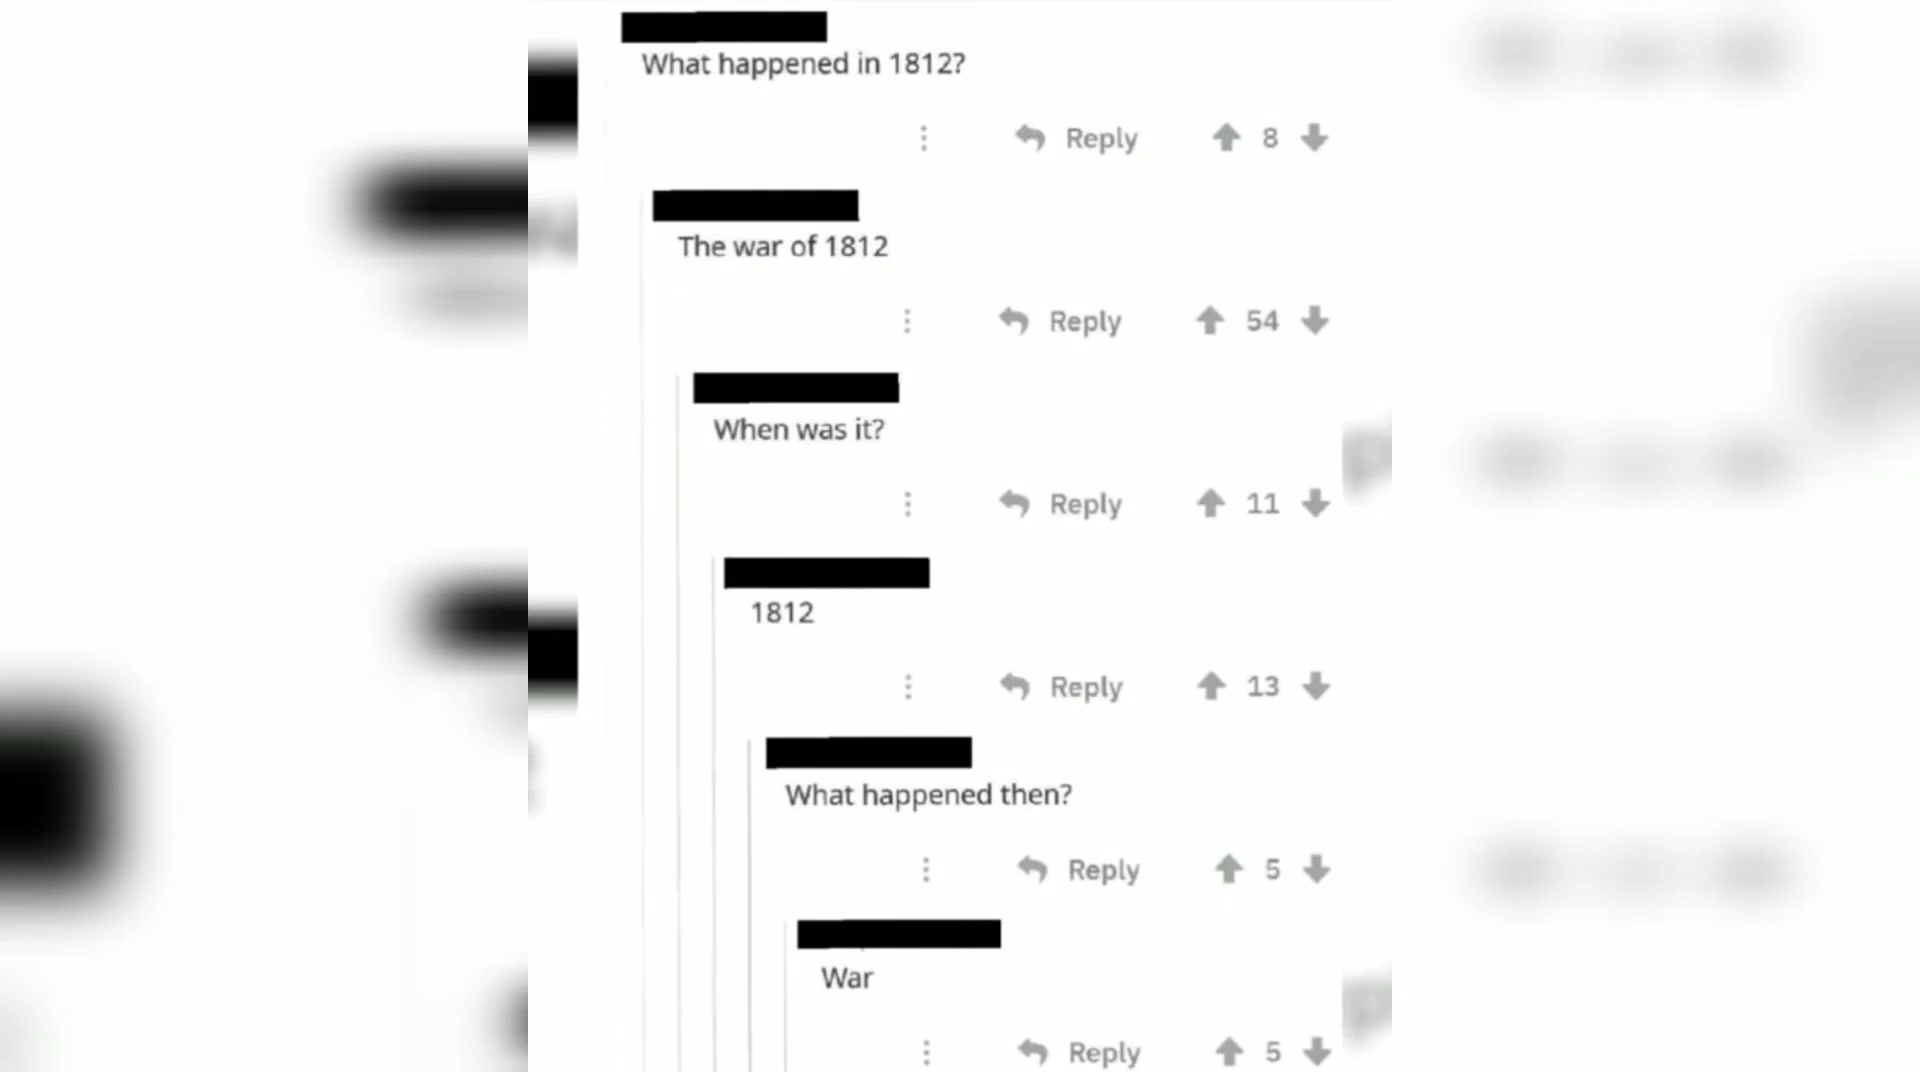 What happened in 1812?
Reply 8
The war of 1812
Reply 54
When was it?
Reply 11
1812
Reply 13
What happened then?
Reply 5
War
Reply 5